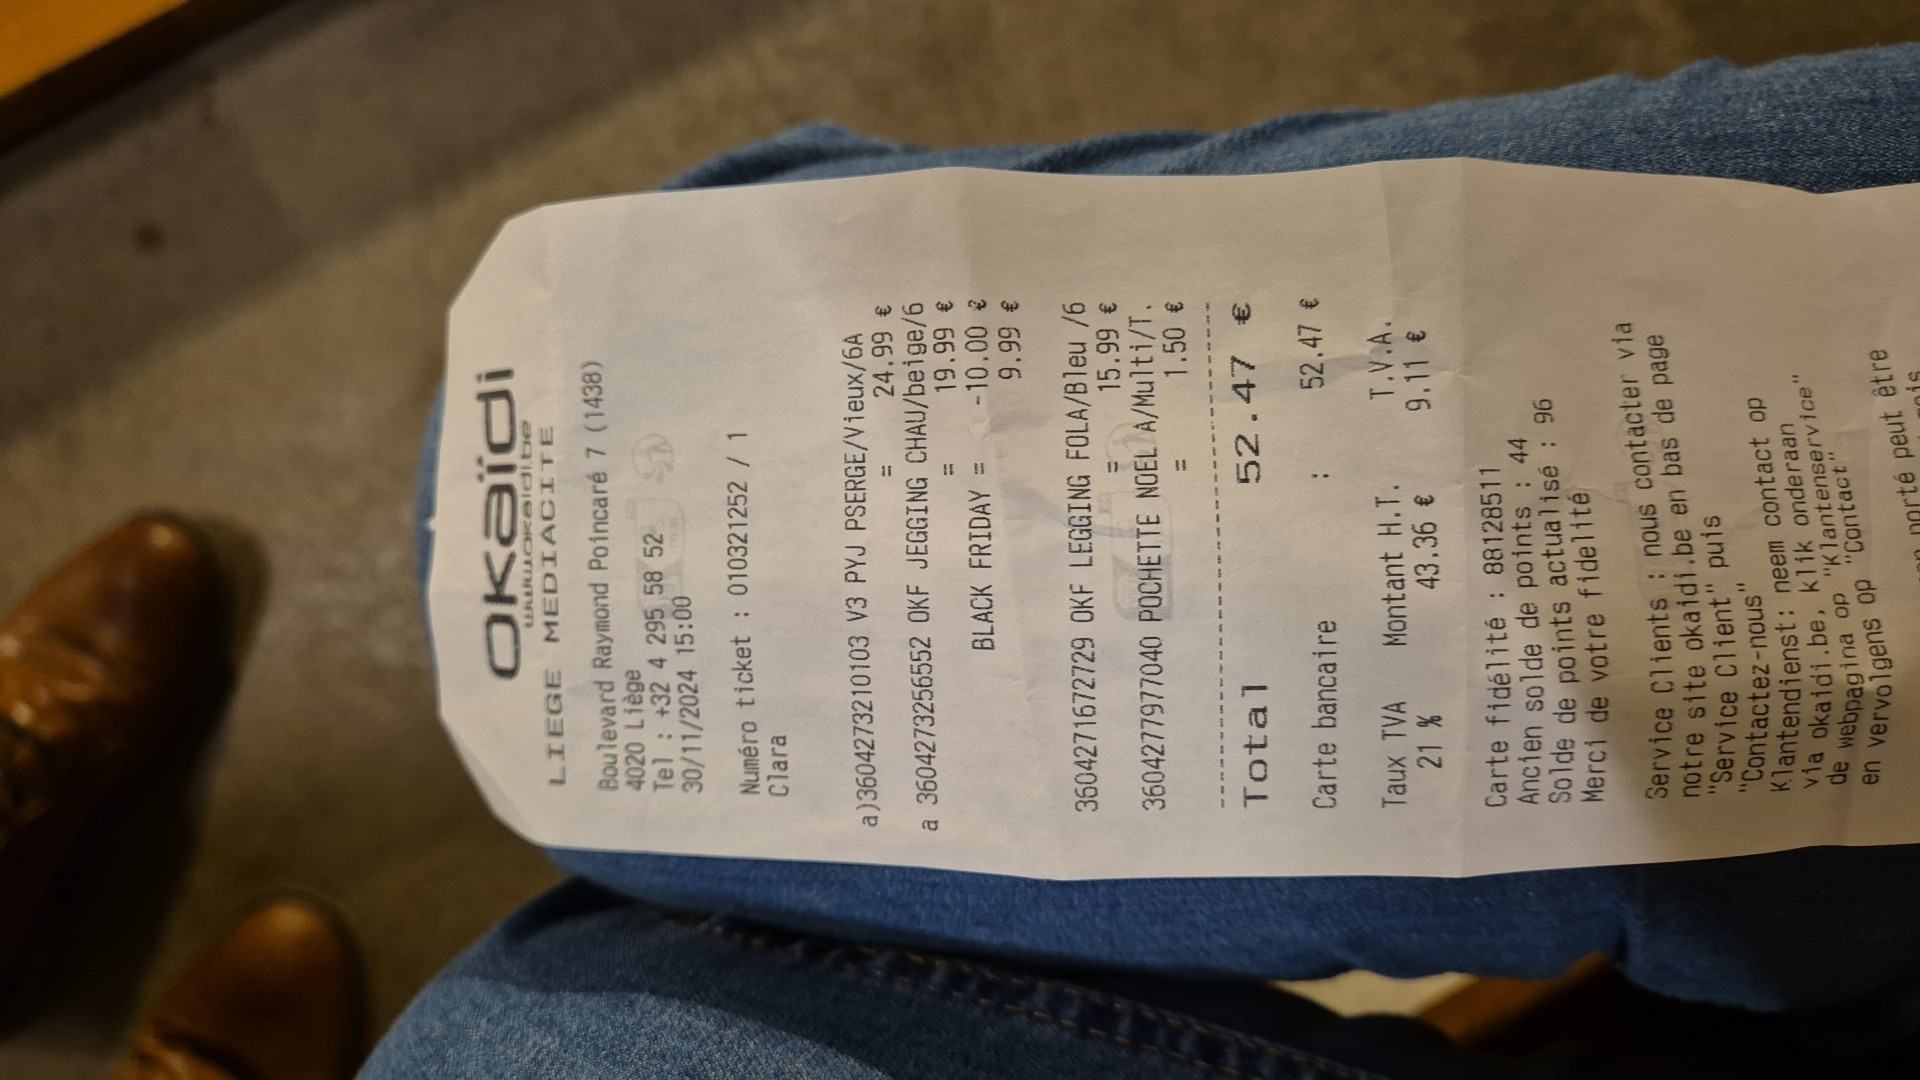 OKAÏDI
www.okaidi.be
LIEGE MEDIACITE
Boulevard Raymond Poincaré 7 (1438)
4020 Liège
Tel : +32 4 295 58 52
30/11/2024 15:00
Numéro ticket : 010321252 / 1
Clara
a)3604273210103 V3 PYJ PSERGE/Vieux/6A
= 24.99 €
a 3604273256552 OKF JEGGING CHAU/beige/6
= 19.99 €
BLACK FRIDAY = -10.00 €
9.99 €
3604271672729 OKF LEGGING FOLA/Bleu /6
= 15.99 €
3604277977040 POCHETTE NOEL A/Multi/T.
= 1.50 €
Total 52.47 €
Carte bancaire : 52.47 €
Taux TVA Montant H.T. T.V.A.
21 % 43.36 € 9.11 €
Carte fidélité : 88128511
Ancien solde de points : 44
Solde de points actualisé : 96
Merci de votre fidelité
Service Clients : nous contacter via
notre site okaidi.be en bas de page
"Service Client" puis
"Contactez-nous"
Klantendienst: neem contact op
via okaidi.be, klik onderaan
de webpagina op "Klantenservice"
en vervolgens op "Contact"
porté peut être